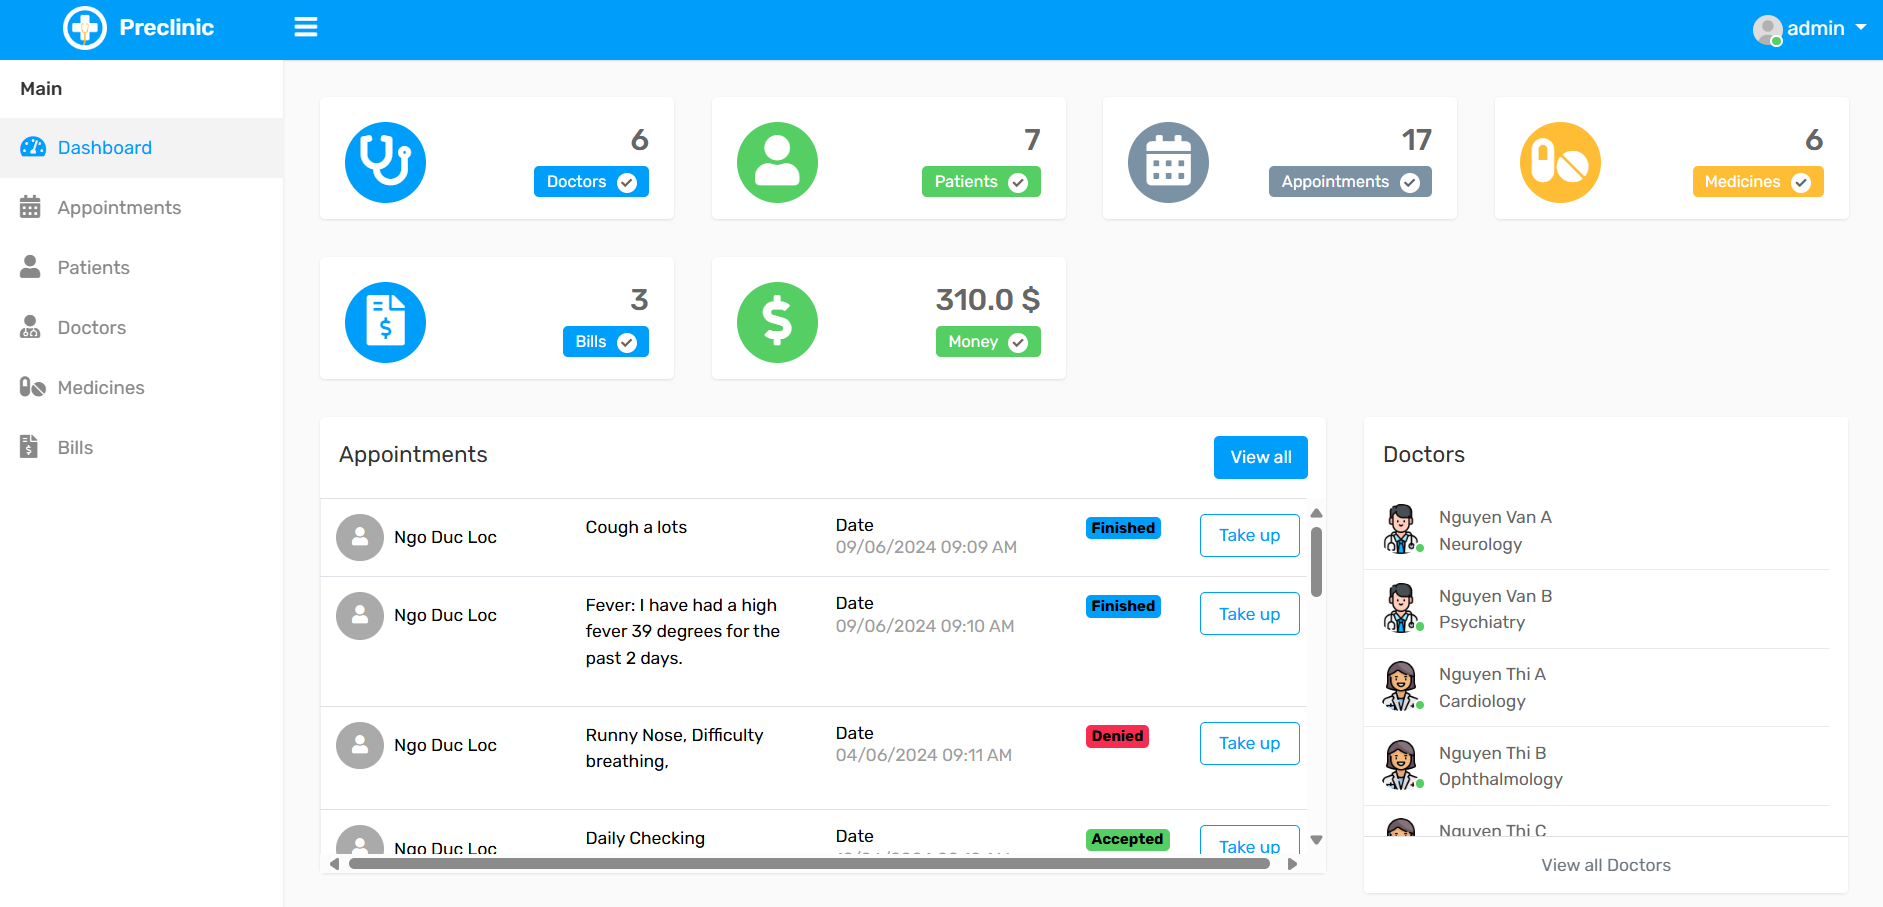 Preclinic
admin
Main
Dashboard
Appointments
Patients
Doctors
Medicines
Bills
6
Doctors
7
Patients
17
Appointments
6
Medicines
3
Bills
310.0 $
Money
Appointments
View all
Ngo Duc Loc
Cough a lots
Date
09/06/2024 09:09 AM
Finished
Take up
Ngo Duc Loc
Fever: I have had a high
fever 39 degrees for the
past 2 days.
Date
09/06/2024 09:10 AM
Finished
Take up
Ngo Duc Loc
Runny Nose, Difficulty
breathing,
Date
04/06/2024 09:11 AM
Denied
Take up
Ngo Duc Loc
Daily Checking
Date
Accepted
Take up
Doctors
Nguyen Van A
Neurology
Nguyen Van B
Psychiatry
Nguyen Thi A
Cardiology
Nguyen Thi B
Ophthalmology
Nguyen Thi C
View all Doctors